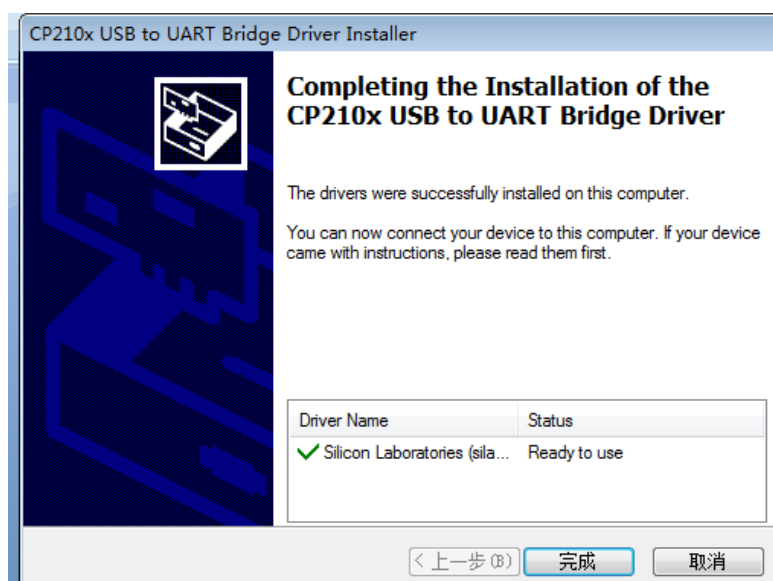 CP210x USB to UART Bridge Driver Installer
Completing the Installation of the
CP210x USB to UART Bridge Driver
The drivers were successfully installed on this computer.
You can now connect your device to this computer. If your device
came with instructions, please read them first.
Driver Name Status
Silicon Laboratories (sila... Ready to use
< 上一步(B) 完成 取消